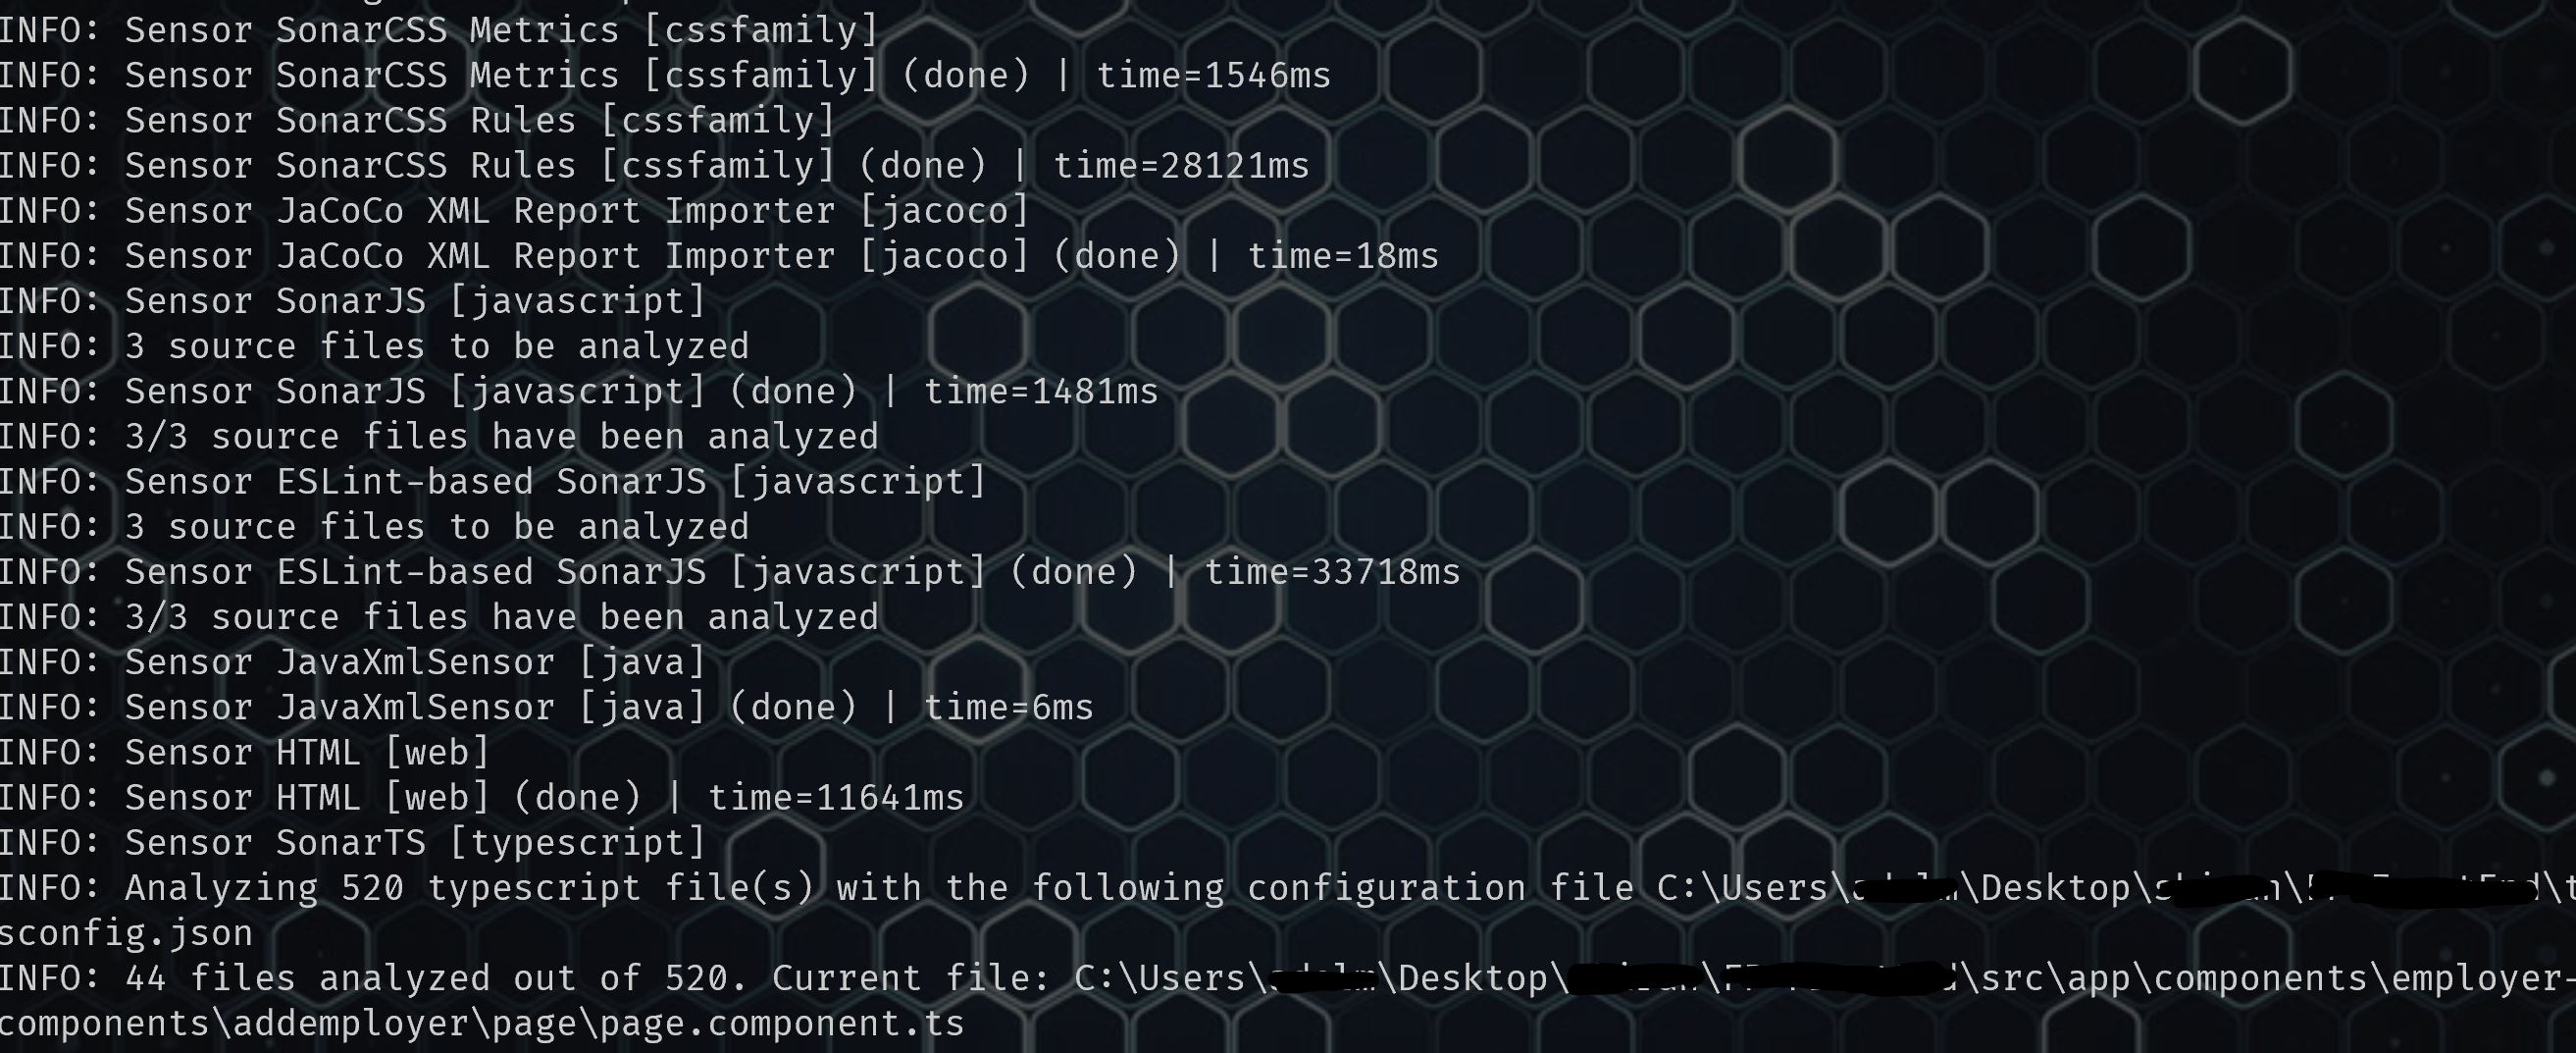 INFO: Sensor SonarCSS Metrics [cssfamily]
INFO: Sensor SonarCSS Metrics [cssfamily] (done) | time=1546ms
INFO: Sensor SonarCSS Rules [cssfamily]
INFO: Sensor SonarCSS Rules [cssfamily] (done) | time=28121ms
INFO: Sensor JaCoCo XML Report Importer [jacoco]
INFO: Sensor JaCoCo XML Report Importer [jacoco] (done) | time=18ms
INFO: Sensor SonarJS [javascript]
INFO: 3 source files to be analyzed
INFO: Sensor SonarJS [javascript] (done) | time=1481ms
INFO: 3/3 source files have been analyzed
INFO: Sensor ESLint-based SonarJS [javascript]
INFO: 3 source files to be analyzed
INFO: Sensor ESLint-based SonarJS [javascript] (done) | time=33718ms
INFO: 3/3 source files have been analyzed
INFO: Sensor JavaXmlSensor [java]
INFO: Sensor JavaXmlSensor [java] (done) | time=6ms
INFO: Sensor HTML [web]
INFO: Sensor HTML [web] (done) | time=11641ms
INFO: Sensor SonarTS [typescript]
INFO: Analyzing 520 typescript file(s) with the following configuration file C:\Users\ \Desktop\ \ \t
sconfig.json
INFO: 44 files analyzed out of 520. Current file: C:\Users\ \Desktop\ \ \src\app\components\employer-
components\addemployer\page\page.component.ts